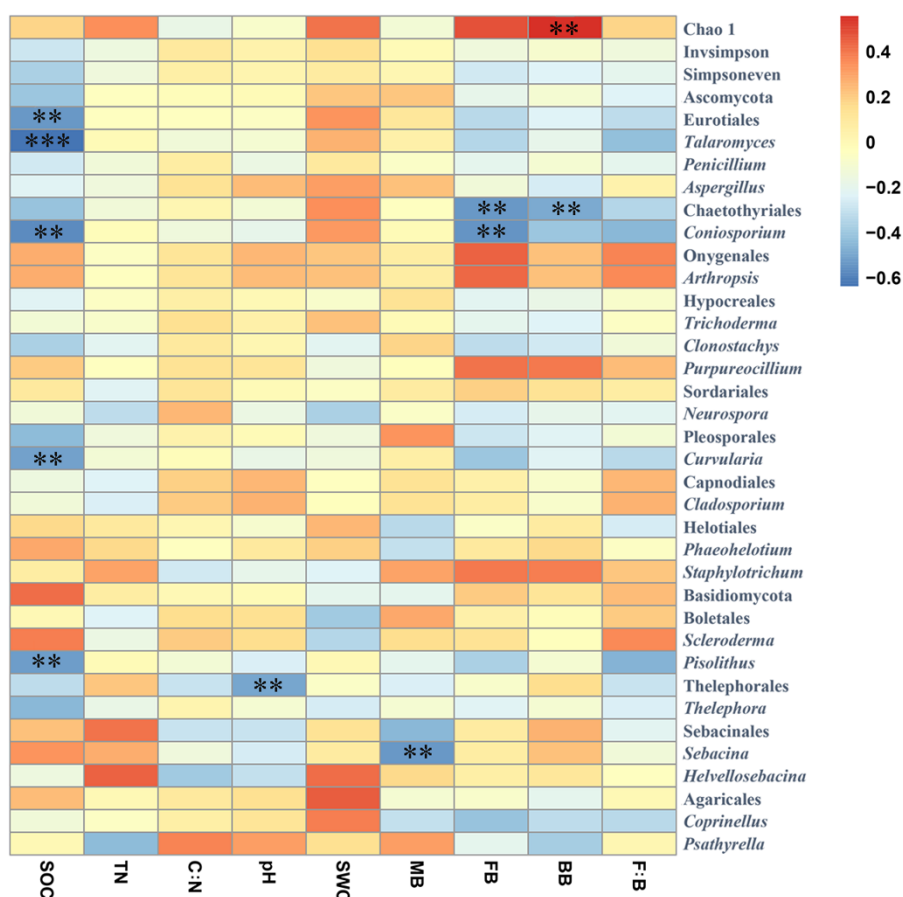 Chao 1
** 
Invsimpson
Simpsoneven
Ascomycota
** Eurotiales
*** Talaromyces
Penicillium
Aspergillus
** ** Chaetothyriales
** ** Coniosporium
Onygenales
Arthropsis
Hypocreales
Trichoderma
Clonostachys
Purpureocillium
Sordariales
Neurospora
Pleosporales
** Curvularia
Capnodiales
Cladosporium
Helotiales
Phaeohelotium
Staphylotrichum
Basidiomycota
Boletales
Scleroderma
** Pisolithus
** Thelephorales
Thelephora
Sebacinales
** Sebacina
Helvellosebacina
Agaricales
Coprinellus
Psathyrella
SOC TN C:N pH SWC MB FB BB F:B
0.4
0.2
0
−0.2
−0.4
−0.6